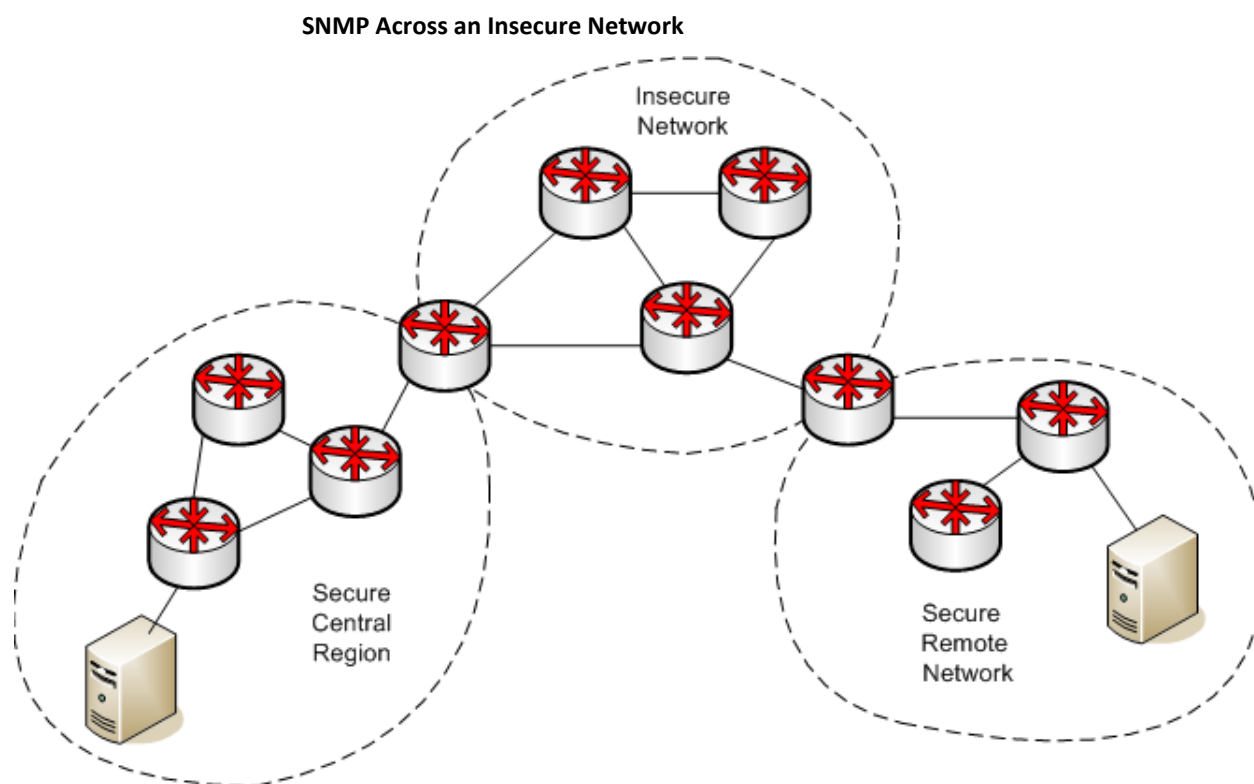 SNMP Across an Insecure Network
Insecure
Network
Secure
Central
Region
Secure
Remote
Network